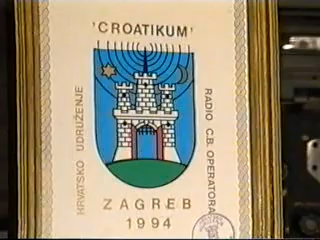 'CROATIKUM'
HRVATSKO UDRUŽENJE
RADIO C.B. OPERATORA
ZAGREB
1994